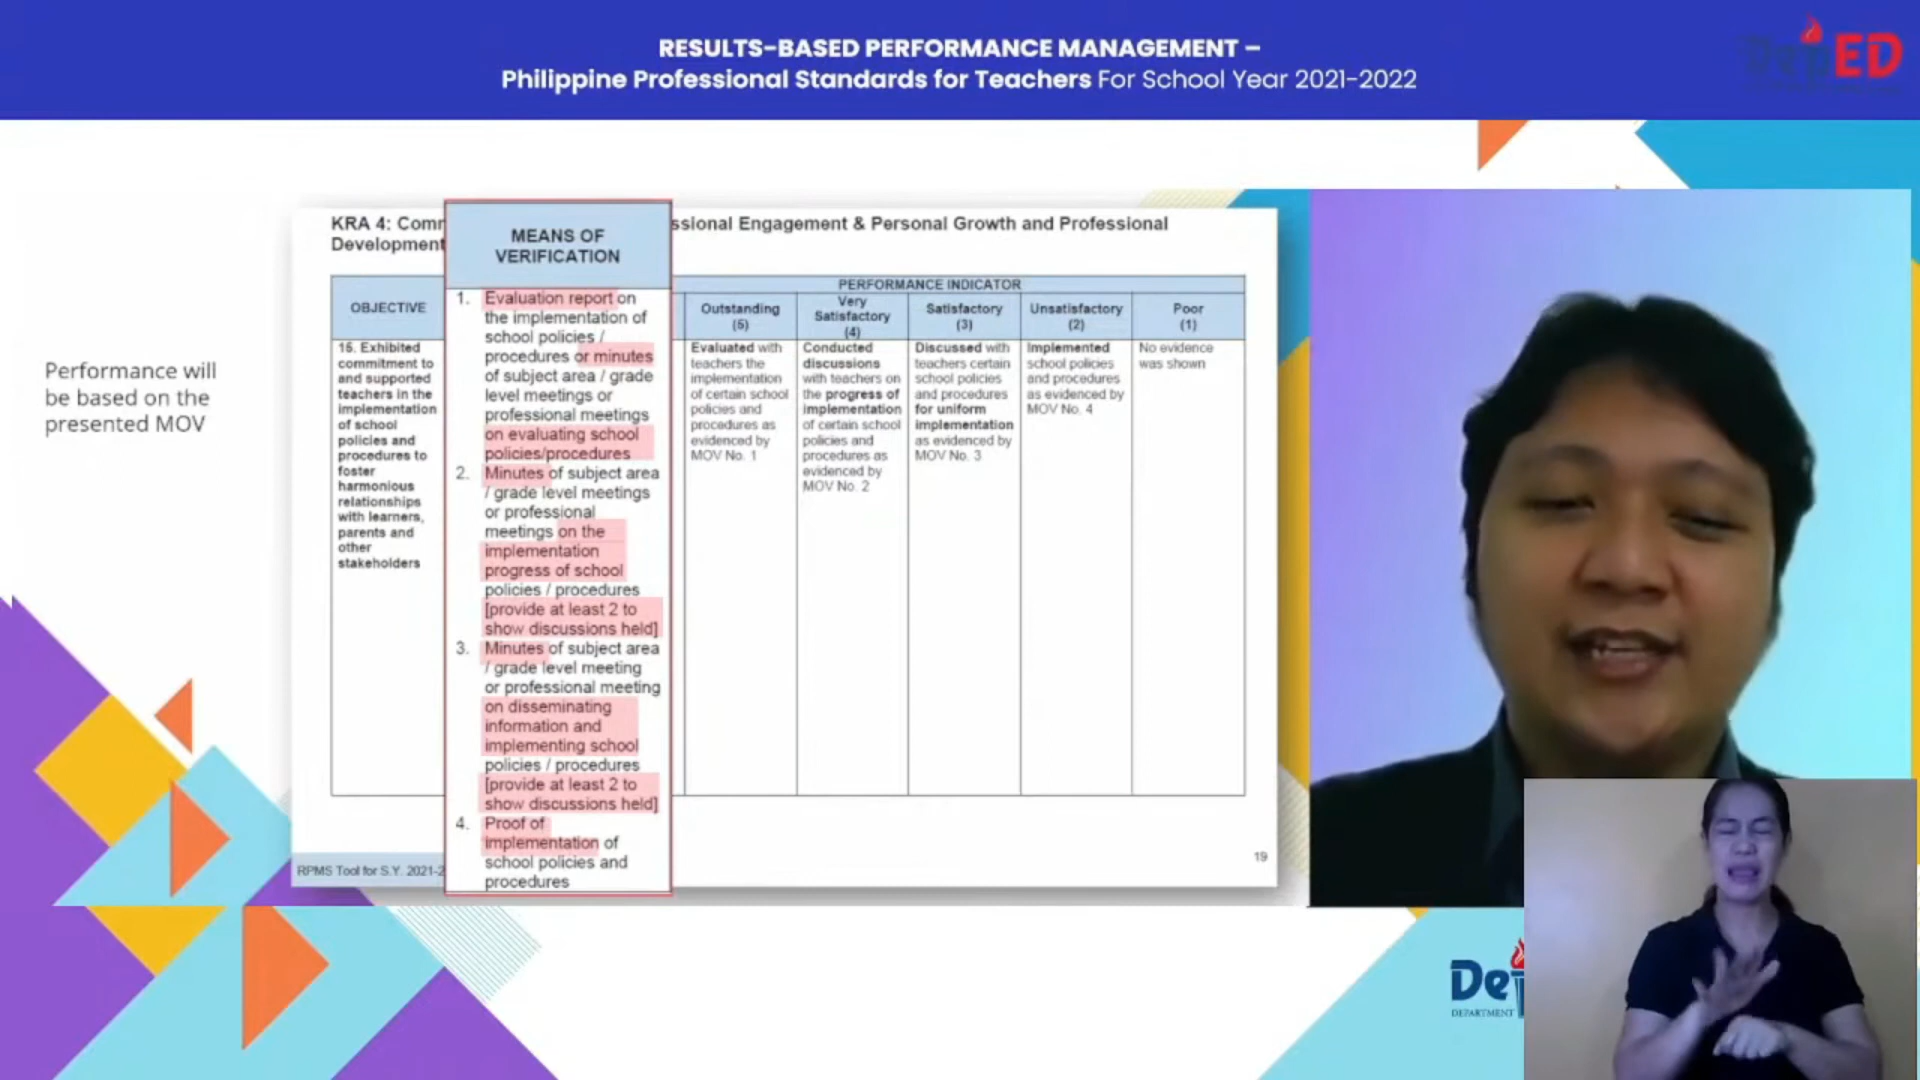 RESULTS-BASED PERFORMANCE MANAGEMENT –
Philippine Professional Standards for Teachers For School Year 2021-2022
DepED
Performance will
be based on the
presented MOV
KRA 4: Comm
ssional Engagement & Personal Growth and Professional
Development
MEANS OF
VERIFICATION
1. Evaluation report on
the implementation of
school policies /
procedures or minutes
of subject area / grade
level meetings or
professional meetings
on evaluating school
policies/procedures
2. Minutes of subject area
/ grade level meetings
or professional
meetings on the
implementation
progress of school
policies / procedures
[provide at least 2 to
show discussions held]
3. Minutes of subject area
/ grade level meeting
or professional meeting
on disseminating
information and
implementing school
policies / procedures
[provide at least 2 to
show discussions held]
4. Proof of
implementation of
school policies and
procedures
OBJECTIVE
15. Exhibited
commitment to
and supported
teachers in the
implementation
of school
policies and
procedures to
foster
harmonious
relationships
with learners,
parents and
other
stakeholders
PERFORMANCE INDICATOR
Outstanding
(5)
Evaluated with
teachers the
implementation
of certain school
policies and
procedures as
evidenced by
MOV No. 1
Very
Satisfactory
(4)
Conducted
discussions
with teachers on
the progress of
implementation
of certain school
policies and
procedures as
evidenced by
MOV No. 2
Satisfactory
(3)
Discussed with
teachers certain
school policies
and procedures
for uniform
implementation
as evidenced by
MOV No. 3
Unsatisfactory
(2)
Implemented
school policies
and procedures
as evidenced by
MOV No. 4
Poor
(1)
No evidence
was shown
RPMS Tool for S.Y. 2021-2
19
De
DEPARTMENT